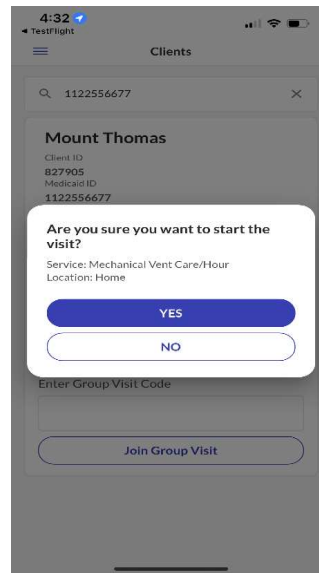 4:32
◄ TestFlight
Clients
1122556677
Mount Thomas
Client ID
827905
Medicaid ID
1122556677
Are you sure you want to start the
visit?
Service: Mechanical Vent Care/Hour
Location: Home
YES
NO
Enter Group Visit Code
Join Group Visit